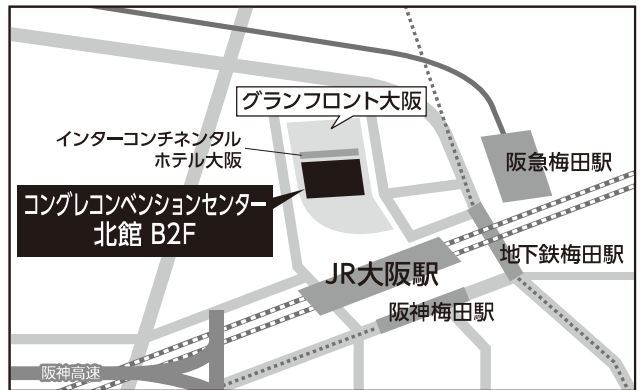 グランフロント大阪
インターコンチネンタル
ホテル大阪
阪急梅田駅
コングレコンベンションセンター
北館 B2F
地下鉄梅田駅
JR大阪駅
阪神梅田駅
阪神高速